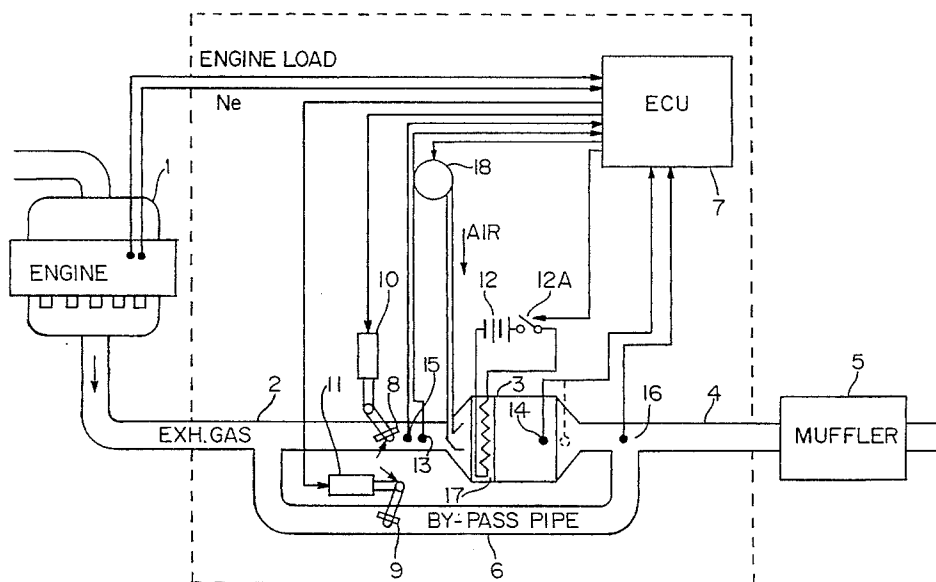 ENGINE LOAD
Ne
ECU
7
1
18
AIR
ENGINE
10
12
12A
2
11
8
15
3
14
16
4
5
EXH. GAS
13
MUFFLER
17
BY-PASS PIPE
9
6